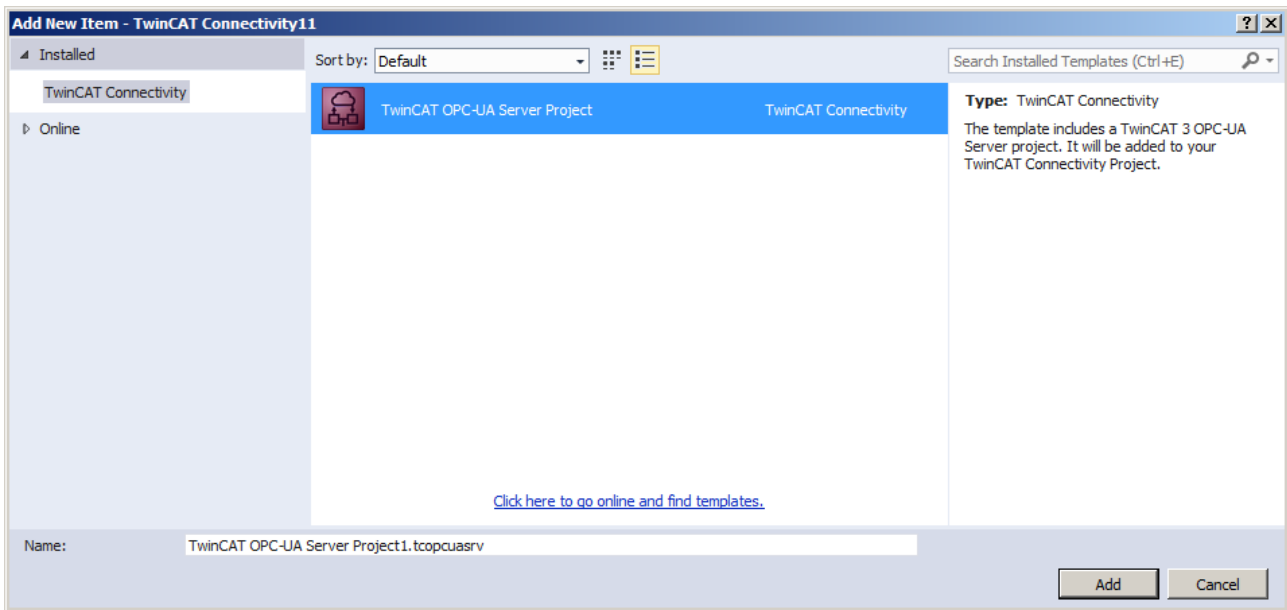 Add New Item - TwinCAT Connectivity11
? X
Installed
Sort by: Default
Search Installed Templates (Ctrl+E)
TwinCAT Connectivity
Online
TwinCAT OPC-UA Server Project TwinCAT Connectivity
Type: TwinCAT Connectivity
The template includes a TwinCAT 3 OPC-UA
Server project. It will be added to your
TwinCAT Connectivity Project.
Click here to go online and find templates.
Name: TwinCAT OPC-UA Server Project1.tcopcuasrv
Add Cancel